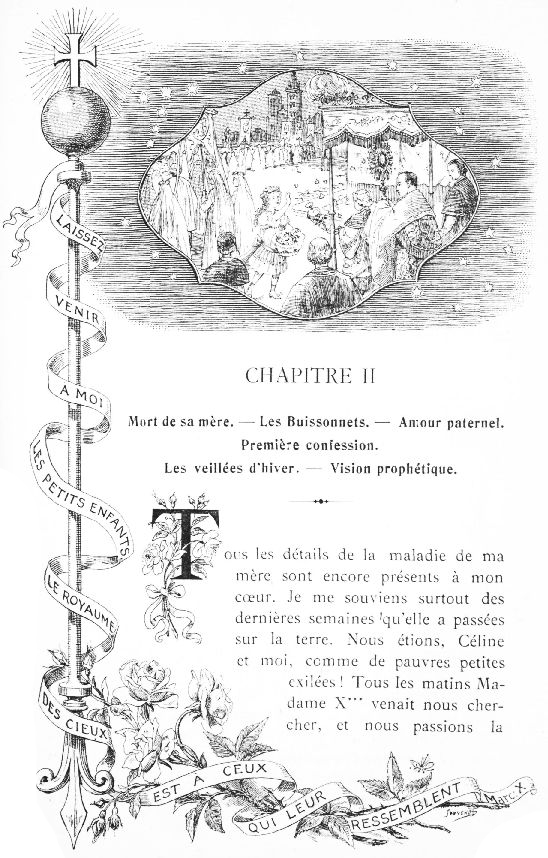 LAISSEZ
VENIR
A MOI
LES PETITS ENFANTS
LE ROYAUME
DES CIEUX
EST A CEUX
QUI LEUR
RESSEMBLENT
Marc X.
CHAPITRE II
Mort de sa mère. — Les Buissonnets. — Amour paternel.
Première confession.
Les veillées d'hiver. — Vision prophétique.
Tous les détails de la maladie de ma
mère sont encore présents à mon
cœur. Je me souviens surtout des
dernières semaines qu'elle a passées
sur la terre. Nous étions, Céline
et moi, comme de pauvres petites
exilées! Tous les matins Ma-
dame X*** venait nous cher-
cher, et nous passions la